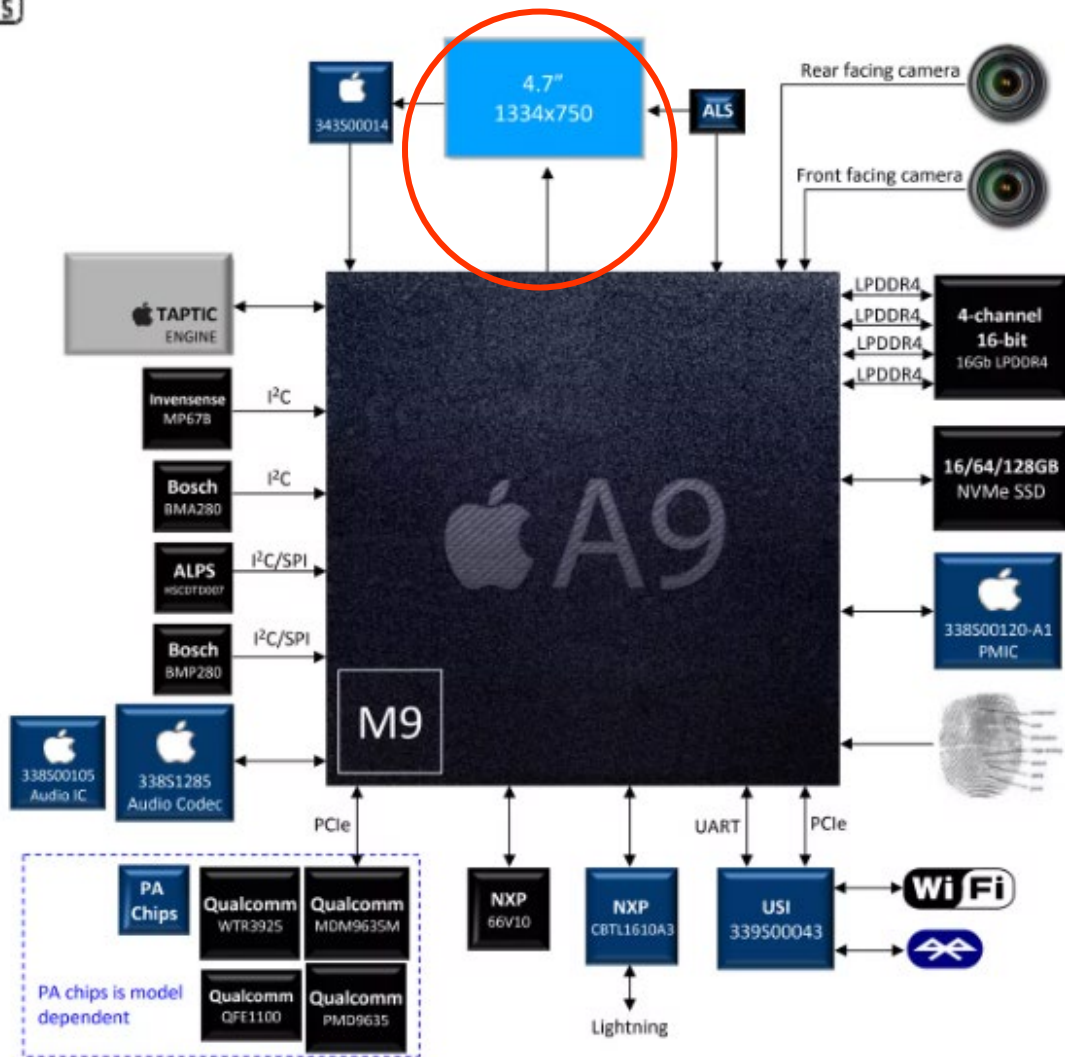 S
4.7"
1334x750
343S00014
ALS
Rear facing camera
Front facing camera
TAPTIC
ENGINE
LPDDR4
LPDDR4
LPDDR4
LPDDR4
4-channel
16-bit
16Gb LPDDR4
Invensense
MP67B
I²C
Bosch
BMA280
I²C
ALPS
HSCDTD007
I²C/SPI
Bosch
BMP280
I²C/SPI
A9
16/64/128GB
NVMe SSD
338S00120-A1
PMIC
M9
338S00105
Audio IC
338S1285
Audio Codec
PCIe
UART
PCIe
PA
Chips
Qualcomm
WTR3925
Qualcomm
MDM9635M
NXP
66V10
NXP
CBTL1610A3
USI
339S00043
Wi Fi
PA chips is model
dependent
Qualcomm
QFE1100
Qualcomm
PMD9635
Lightning